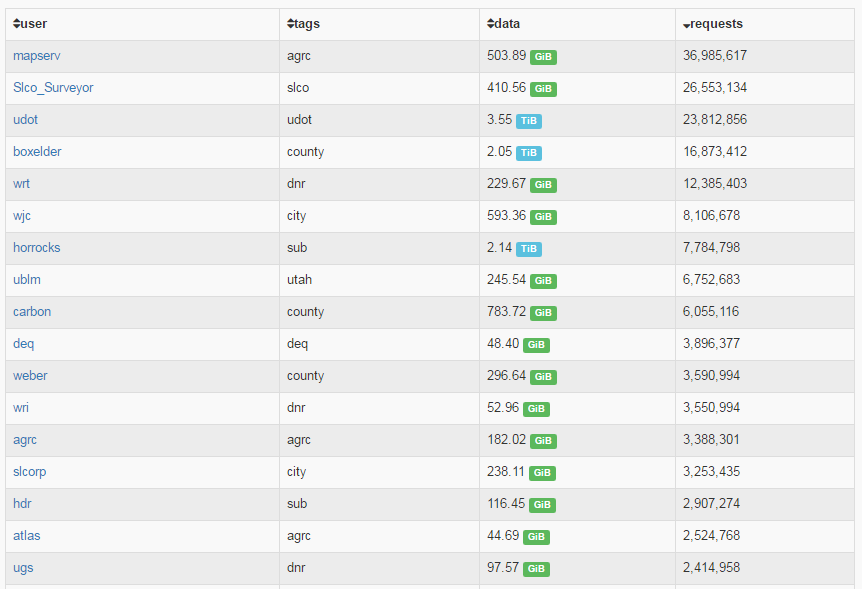 user tags data requests
mapserv agrc 503.89 GiB 36,985,617
Slco_Surveyor slco 410.56 GiB 26,553,134
udot udot 3.55 TiB 23,812,856
boxelder county 2.05 TiB 16,873,412
wrt dnr 229.67 GiB 12,385,403
wjc city 593.36 GiB 8,106,678
horrocks sub 2.14 TiB 7,784,798
ublm utah 245.54 GiB 6,752,683
carbon county 783.72 GiB 6,055,116
deq deq 48.40 GiB 3,896,377
weber county 296.64 GiB 3,590,994
wri dnr 52.96 GiB 3,550,994
agrc agrc 182.02 GiB 3,388,301
slcorp city 238.11 GiB 3,253,435
hdr sub 116.45 GiB 2,907,274
atlas agrc 44.69 GiB 2,524,768
ugs dnr 97.57 GiB 2,414,958